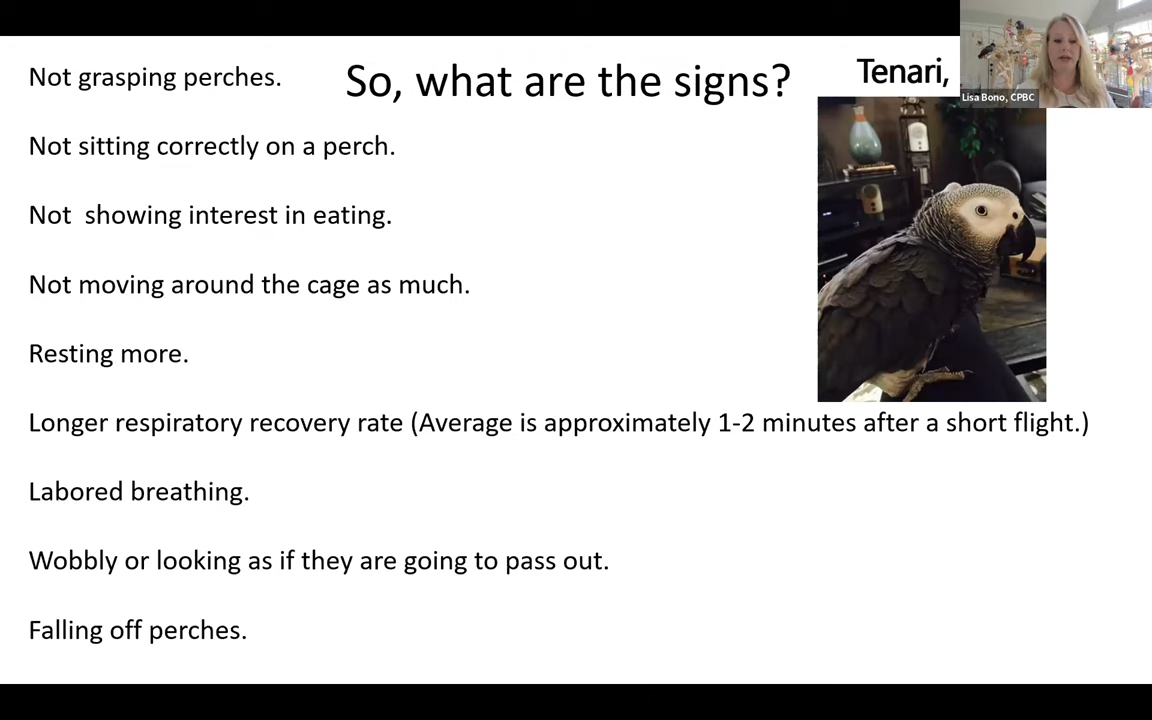 So, what are the signs?
Tenari,
Lisa Bono, CPBC
Not grasping perches.
Not sitting correctly on a perch.
Not  showing interest in eating.
Not moving around the cage as much.
Resting more.
Longer respiratory recovery rate (Average is approximately 1-2 minutes after a short flight.)
Labored breathing.
Wobbly or looking as if they are going to pass out.
Falling off perches.